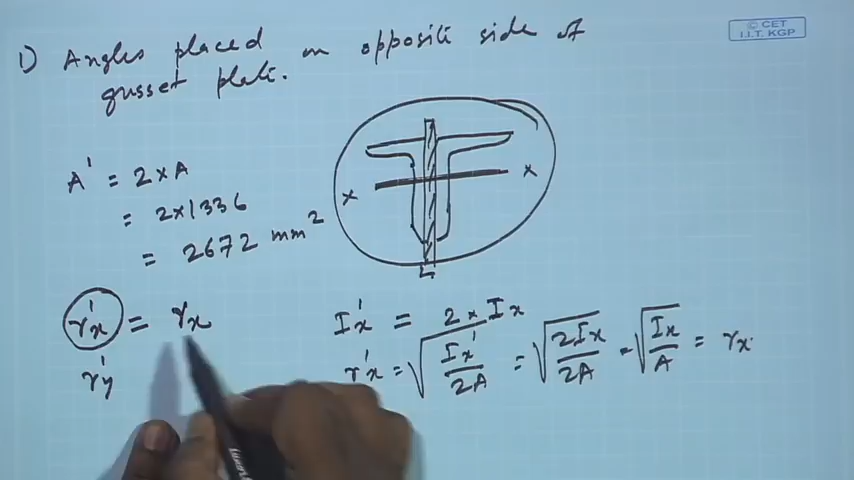 © CET
I.I.T. KGP
1) Angles placed on opposite side of
gusset plate.
A' = 2 × A
= 2×1336
= 2672 mm²
x x
r'x = rx
r'y
I'x = 2 × Ix
r'x = √(Ix'/2A) = √(2Ix/2A) = √(Ix/A) = rx.